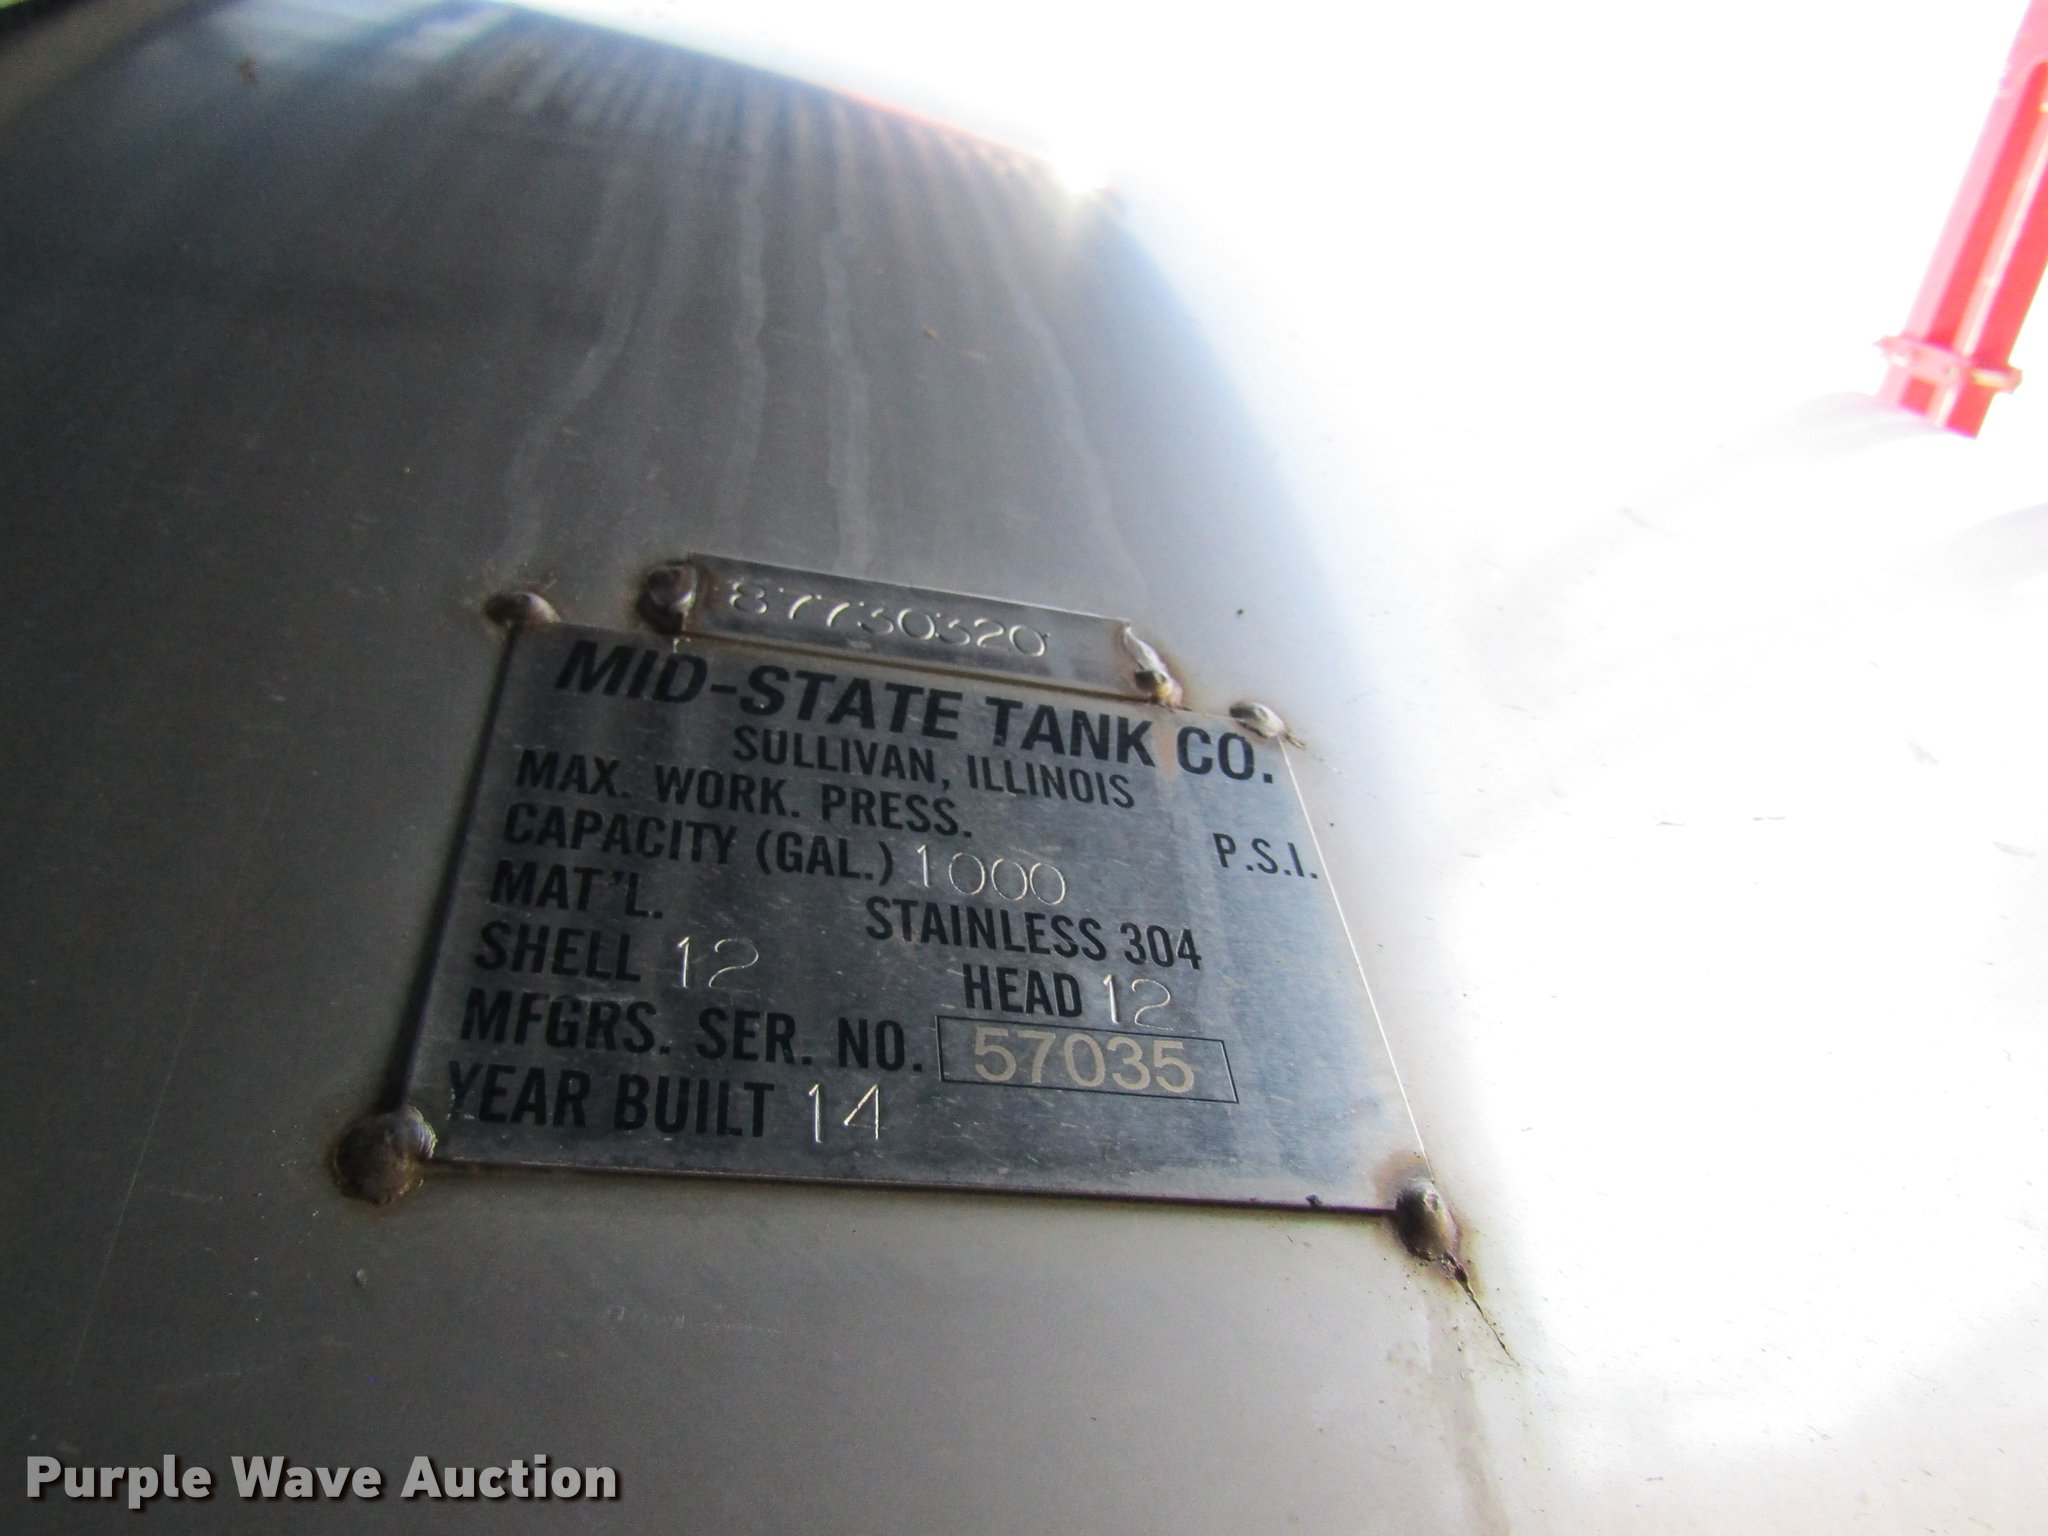 87730320
MID-STATE TANK CO.
SULLIVAN, ILLINOIS
MAX. WORK. PRESS. P.S.I.
CAPACITY (GAL.) 1000
MAT'L. STAINLESS 304
SHELL 12 HEAD 12
MFGRS. SER. NO. 57035
YEAR BUILT 14
Purple Wave Auction